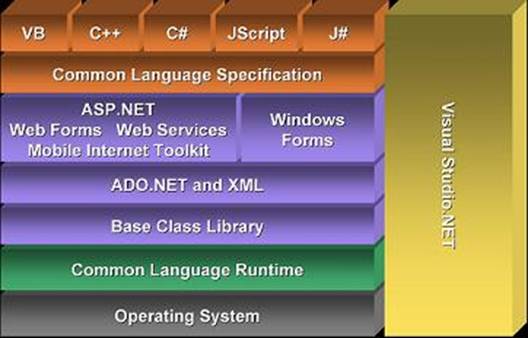 VB C++ C# JScript J#
Common Language Specification
ASP.NET
Web Forms Web Services
Mobile Internet Toolkit
Windows
Forms
ADO.NET and XML
Base Class Library
Common Language Runtime
Operating System
Visual Studio.NET